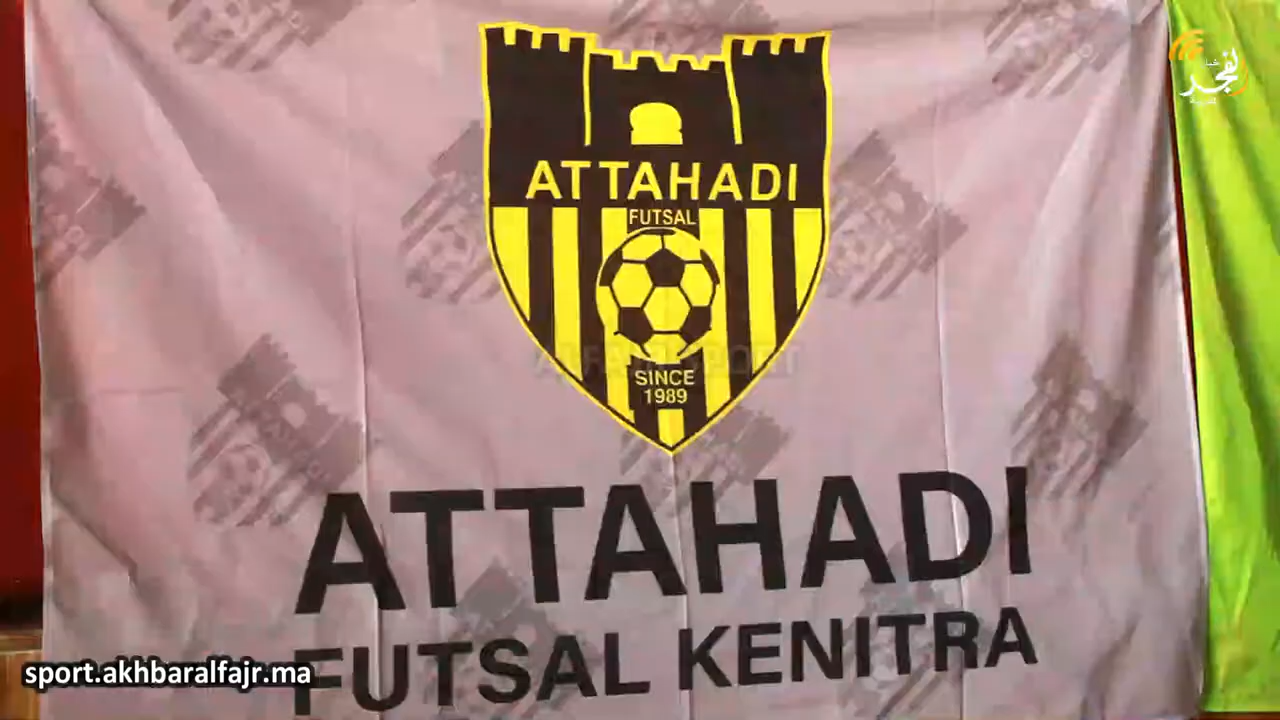 ATTAHADI
FUTSAL
SINCE
1989
ATTAHADI
FUTSAL KENITRA
sport.akhbaralfajr.ma